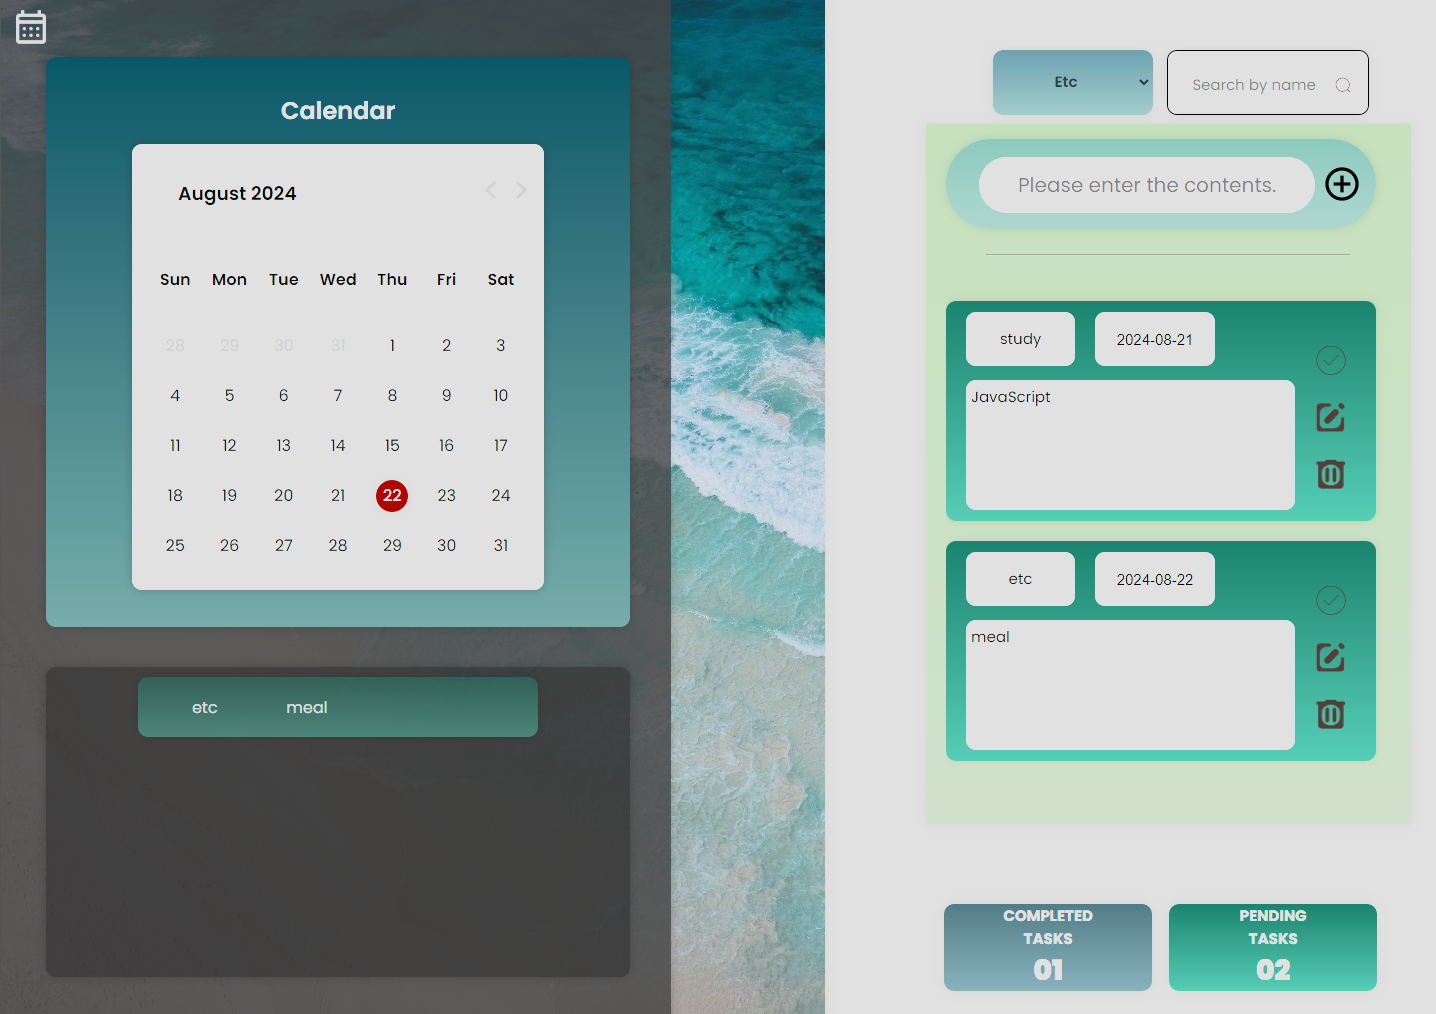 Calendar
August 2024
Sun Mon Tue Wed Thu Fri Sat
28 29 30 31 1 2 3
4 5 6 7 8 9 10
11 12 13 14 15 16 17
18 19 20 21 22 23 24
25 26 27 28 29 30 31
etc meal
Etc
Search by name
Please enter the contents.
study 2024-08-21
JavaScript
etc 2024-08-22
meal
COMPLETED
TASKS
01
PENDING
TASKS
02